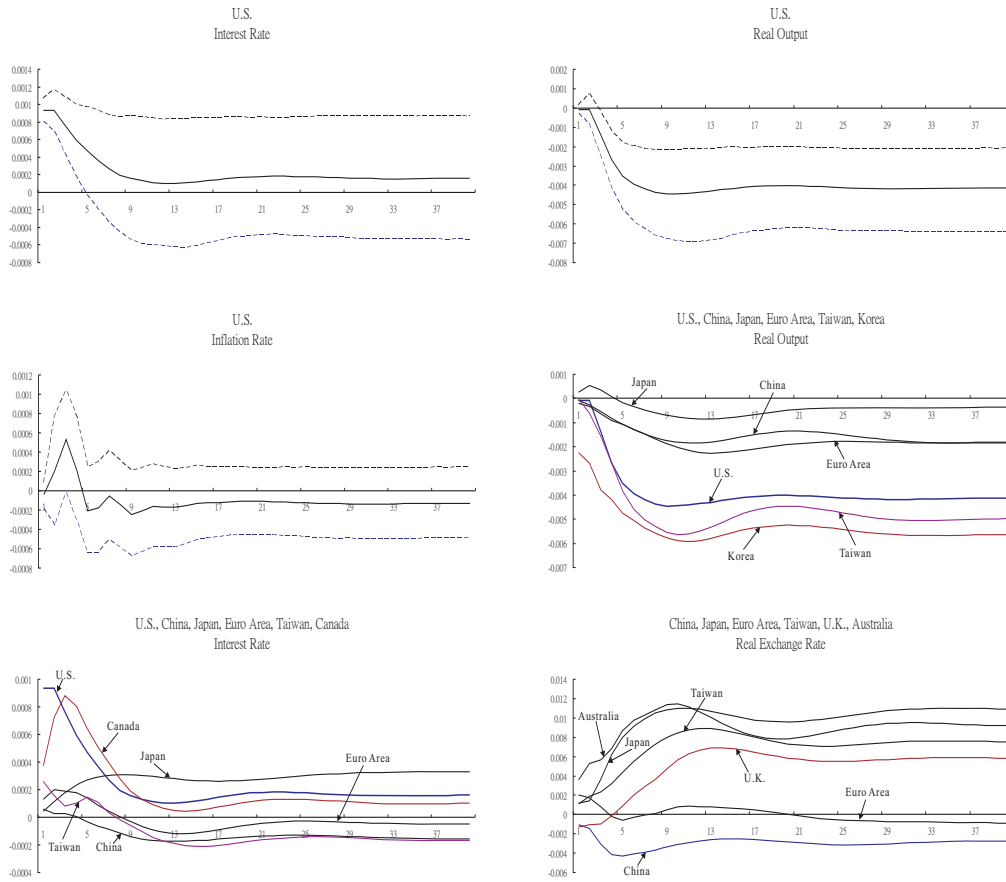 U.S.
Interest Rate
0.0014
0.0012
0.001
0.0008
0.0006
0.0004
0.0002
0
-0.0002
-0.0004
-0.0006
-0.0008
1 5 9 13 17 21 25 29 33 37
U.S.
Real Output
0.002
0.001
0
-0.001
-0.002
-0.003
-0.004
-0.005
-0.006
-0.007
-0.008
1 5 9 13 17 21 25 29 33 37
U.S.
Inflation Rate
0.0012
0.001
0.0008
0.0006
0.0004
0.0002
0
-0.0002
-0.0004
-0.0006
-0.0008
1 5 9 13 17 21 25 29 33 37
U.S., China, Japan, Euro Area, Taiwan, Korea
Real Output
0.001
0
-0.001
-0.002
-0.003
-0.004
-0.005
-0.006
-0.007
1 5 9 13 17 21 25 29 33 37
Japan
China
Euro Area
U.S.
Korea
Taiwan
U.S., China, Japan, Euro Area, Taiwan, Canada
Interest Rate
0.001
0.0008
0.0006
0.0004
0.0002
0
-0.0002
-0.0004
1 5 9 13 17 21 25 29 33 37
U.S.
Canada
Japan
Euro Area
Taiwan
China
China, Japan, Euro Area, Taiwan, U.K., Australia
Real Exchange Rate
0.014
0.012
0.01
0.008
0.006
0.004
0.002
0
-0.002
-0.004
-0.006
1 5 9 13 17 21 25 29 33 37
Taiwan
Australia
Japan
U.K.
Euro Area
China